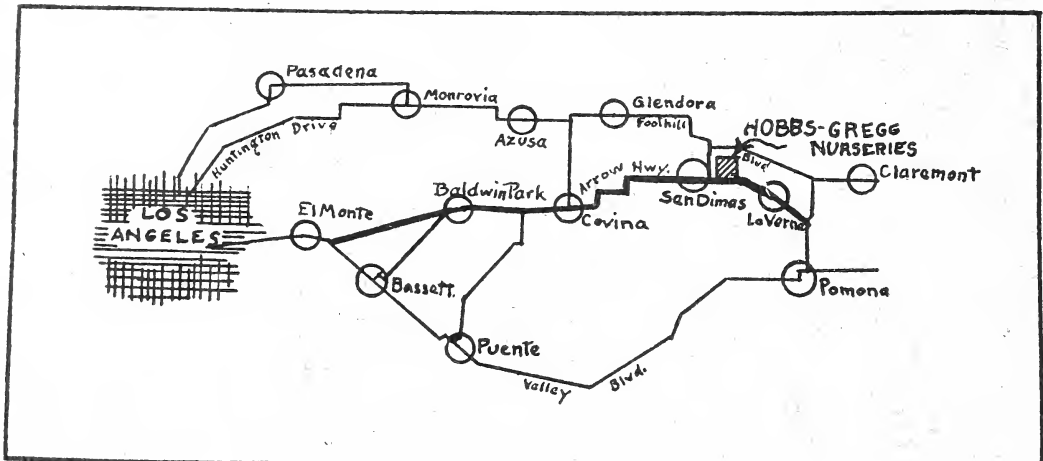 Pasadena
Monrovia
Glendora
Foothill
Blvd.
Huntington Drive
Azusa
HOBBS-GREGG
NURSERIES
Claremont
LOS
ANGELES
El Monte
Baldwin Park
Arrow Hwy.
Covina
San Dimas
La Verne
Bassett.
Puente
Pomona
Valley Blvd.